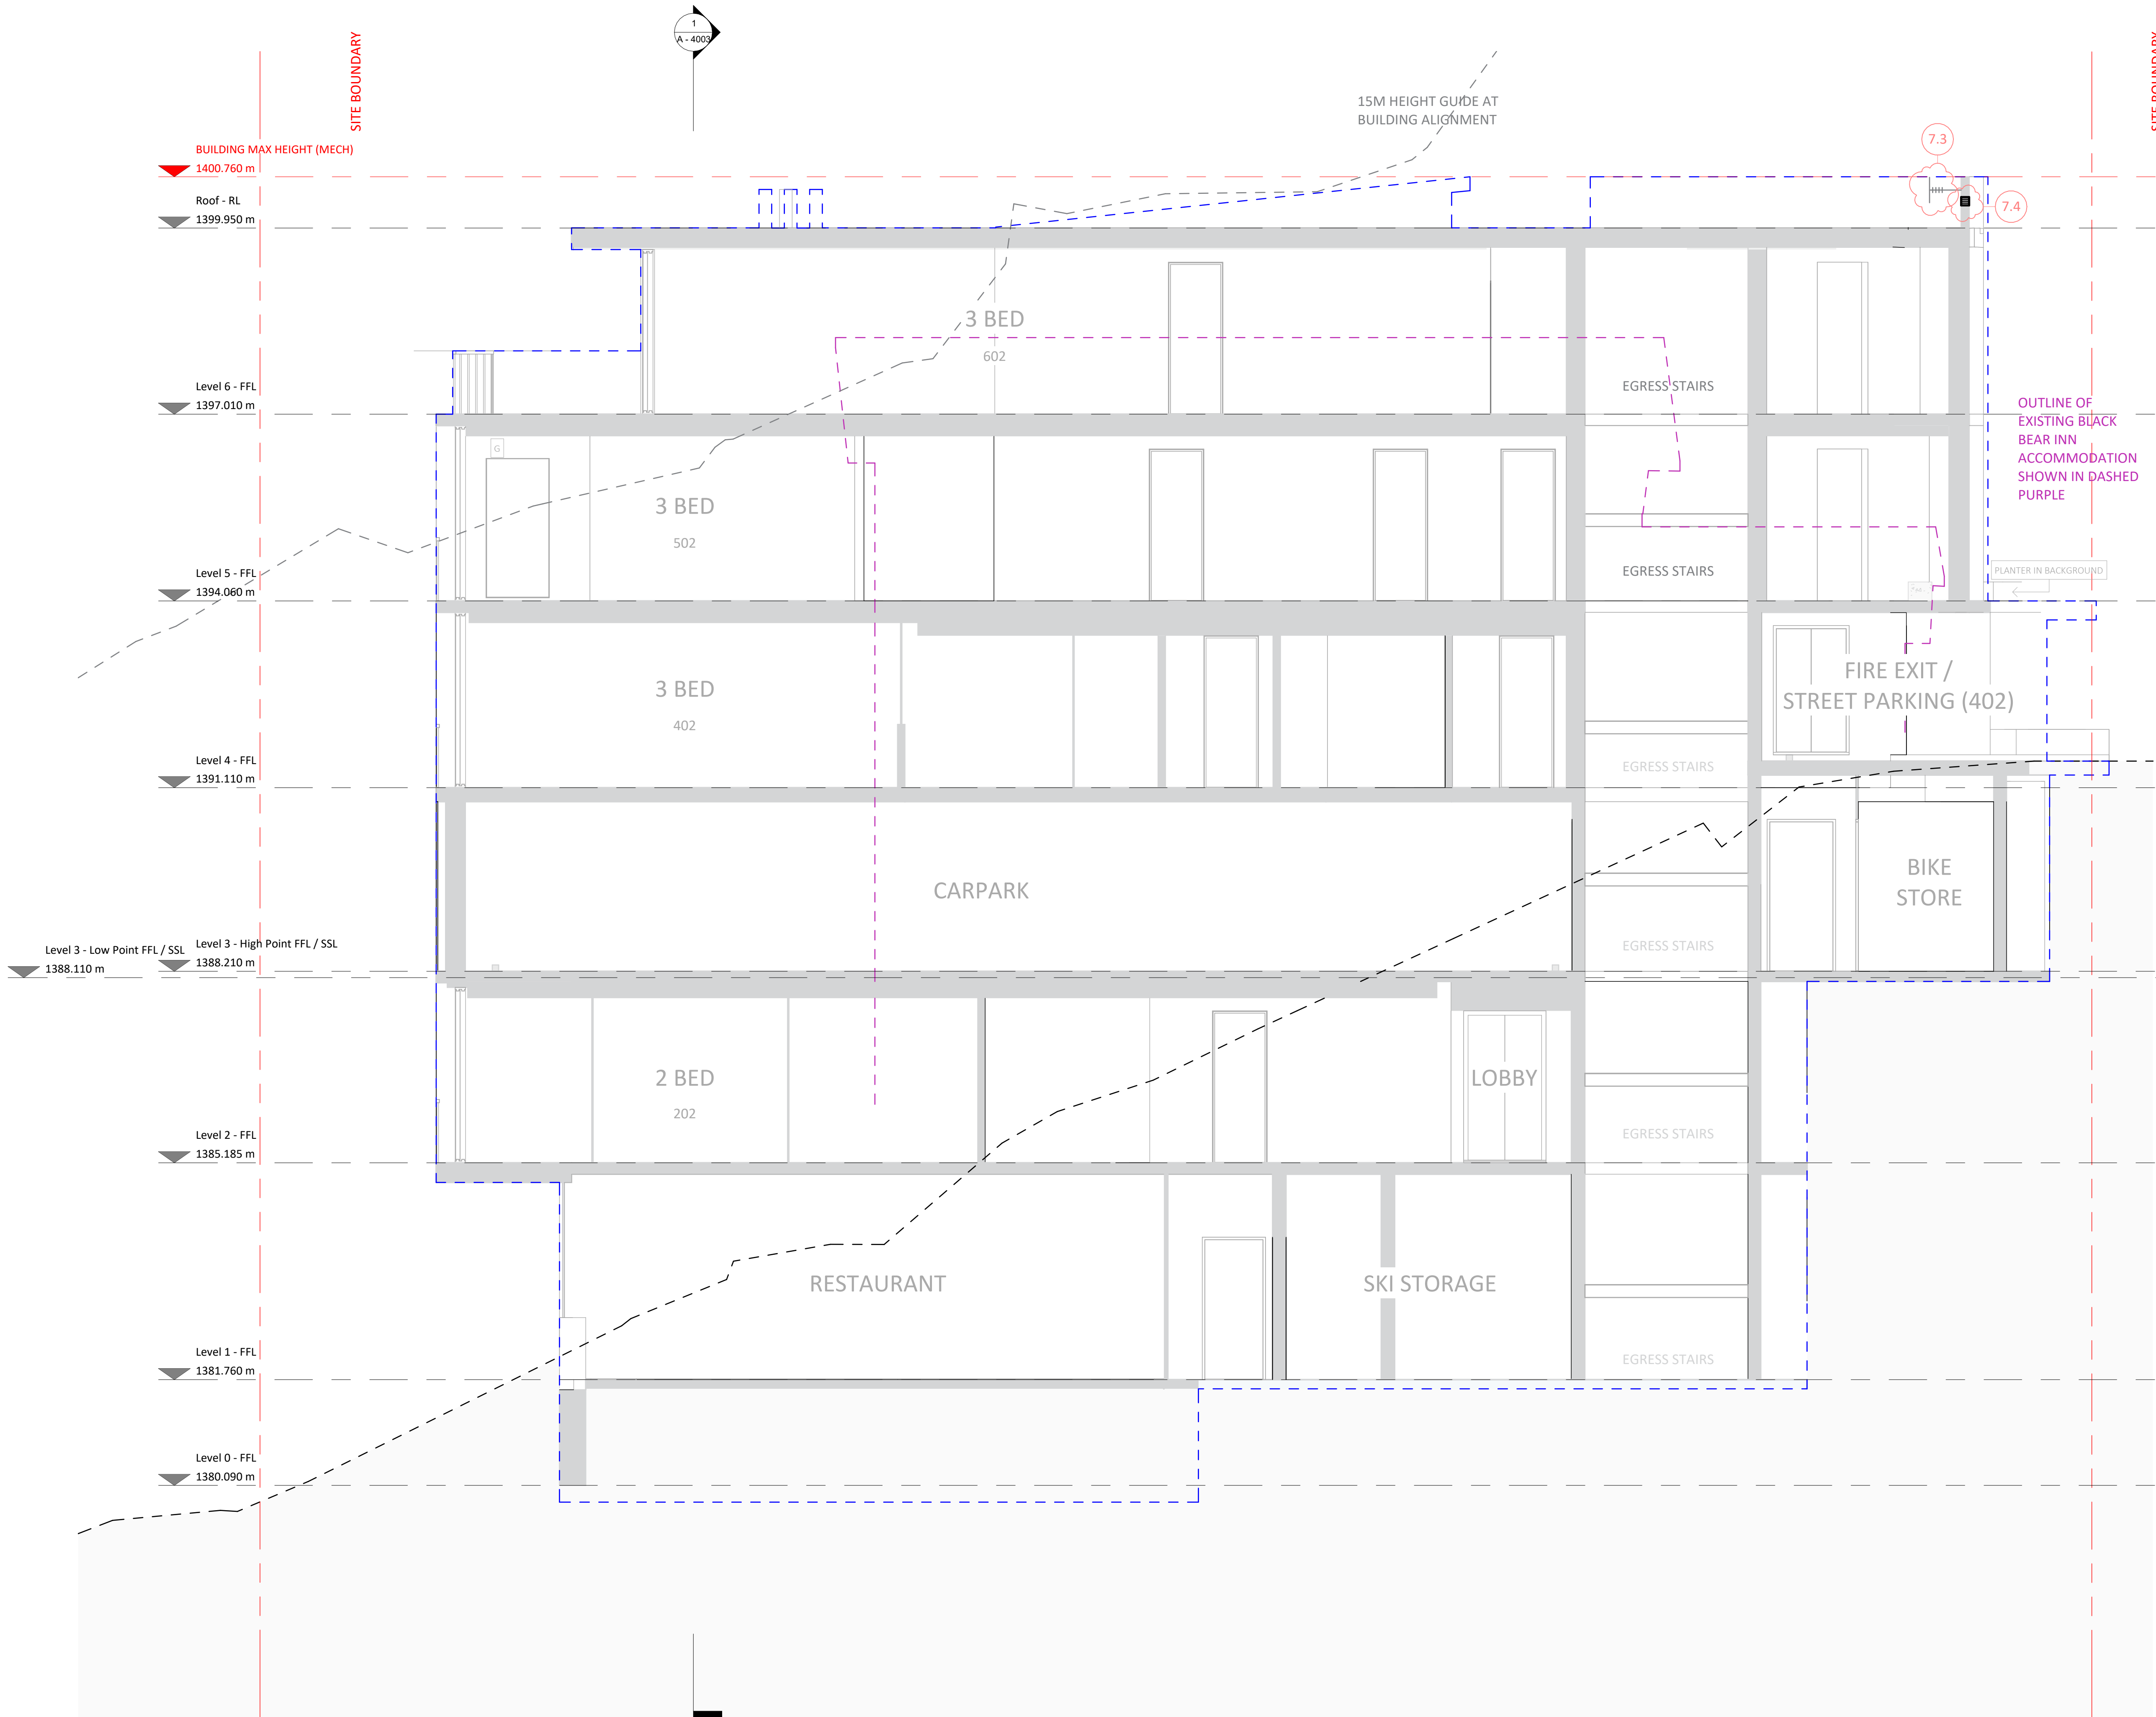 1
A - 4003
SITE BOUNDARY
SITE BOUNDARY
15M HEIGHT GUIDE AT
BUILDING ALIGNMENT
7.3
7.4
BUILDING MAX HEIGHT (MECH)
1400.760 m
Roof - RL
1399.950 m
3 BED
602
EGRESS STAIRS
Level 6 - FFL
1397.010 m
OUTLINE OF
EXISTING BLACK
BEAR INN
ACCOMMODATION
SHOWN IN DASHED
PURPLE
G
3 BED
502
EGRESS STAIRS
PLANTER IN BACKGROUND
Level 5 - FFL
1394.060 m
FIRE EXIT /
STREET PARKING (402)
3 BED
402
EGRESS STAIRS
Level 4 - FFL
1391.110 m
CARPARK
BIKE
STORE
EGRESS STAIRS
Level 3 - Low Point FFL / SSL
1388.110 m
Level 3 - High Point FFL / SSL
1388.210 m
2 BED
202
LOBBY
EGRESS STAIRS
Level 2 - FFL
1385.185 m
RESTAURANT
SKI STORAGE
EGRESS STAIRS
Level 1 - FFL
1381.760 m
Level 0 - FFL
1380.090 m